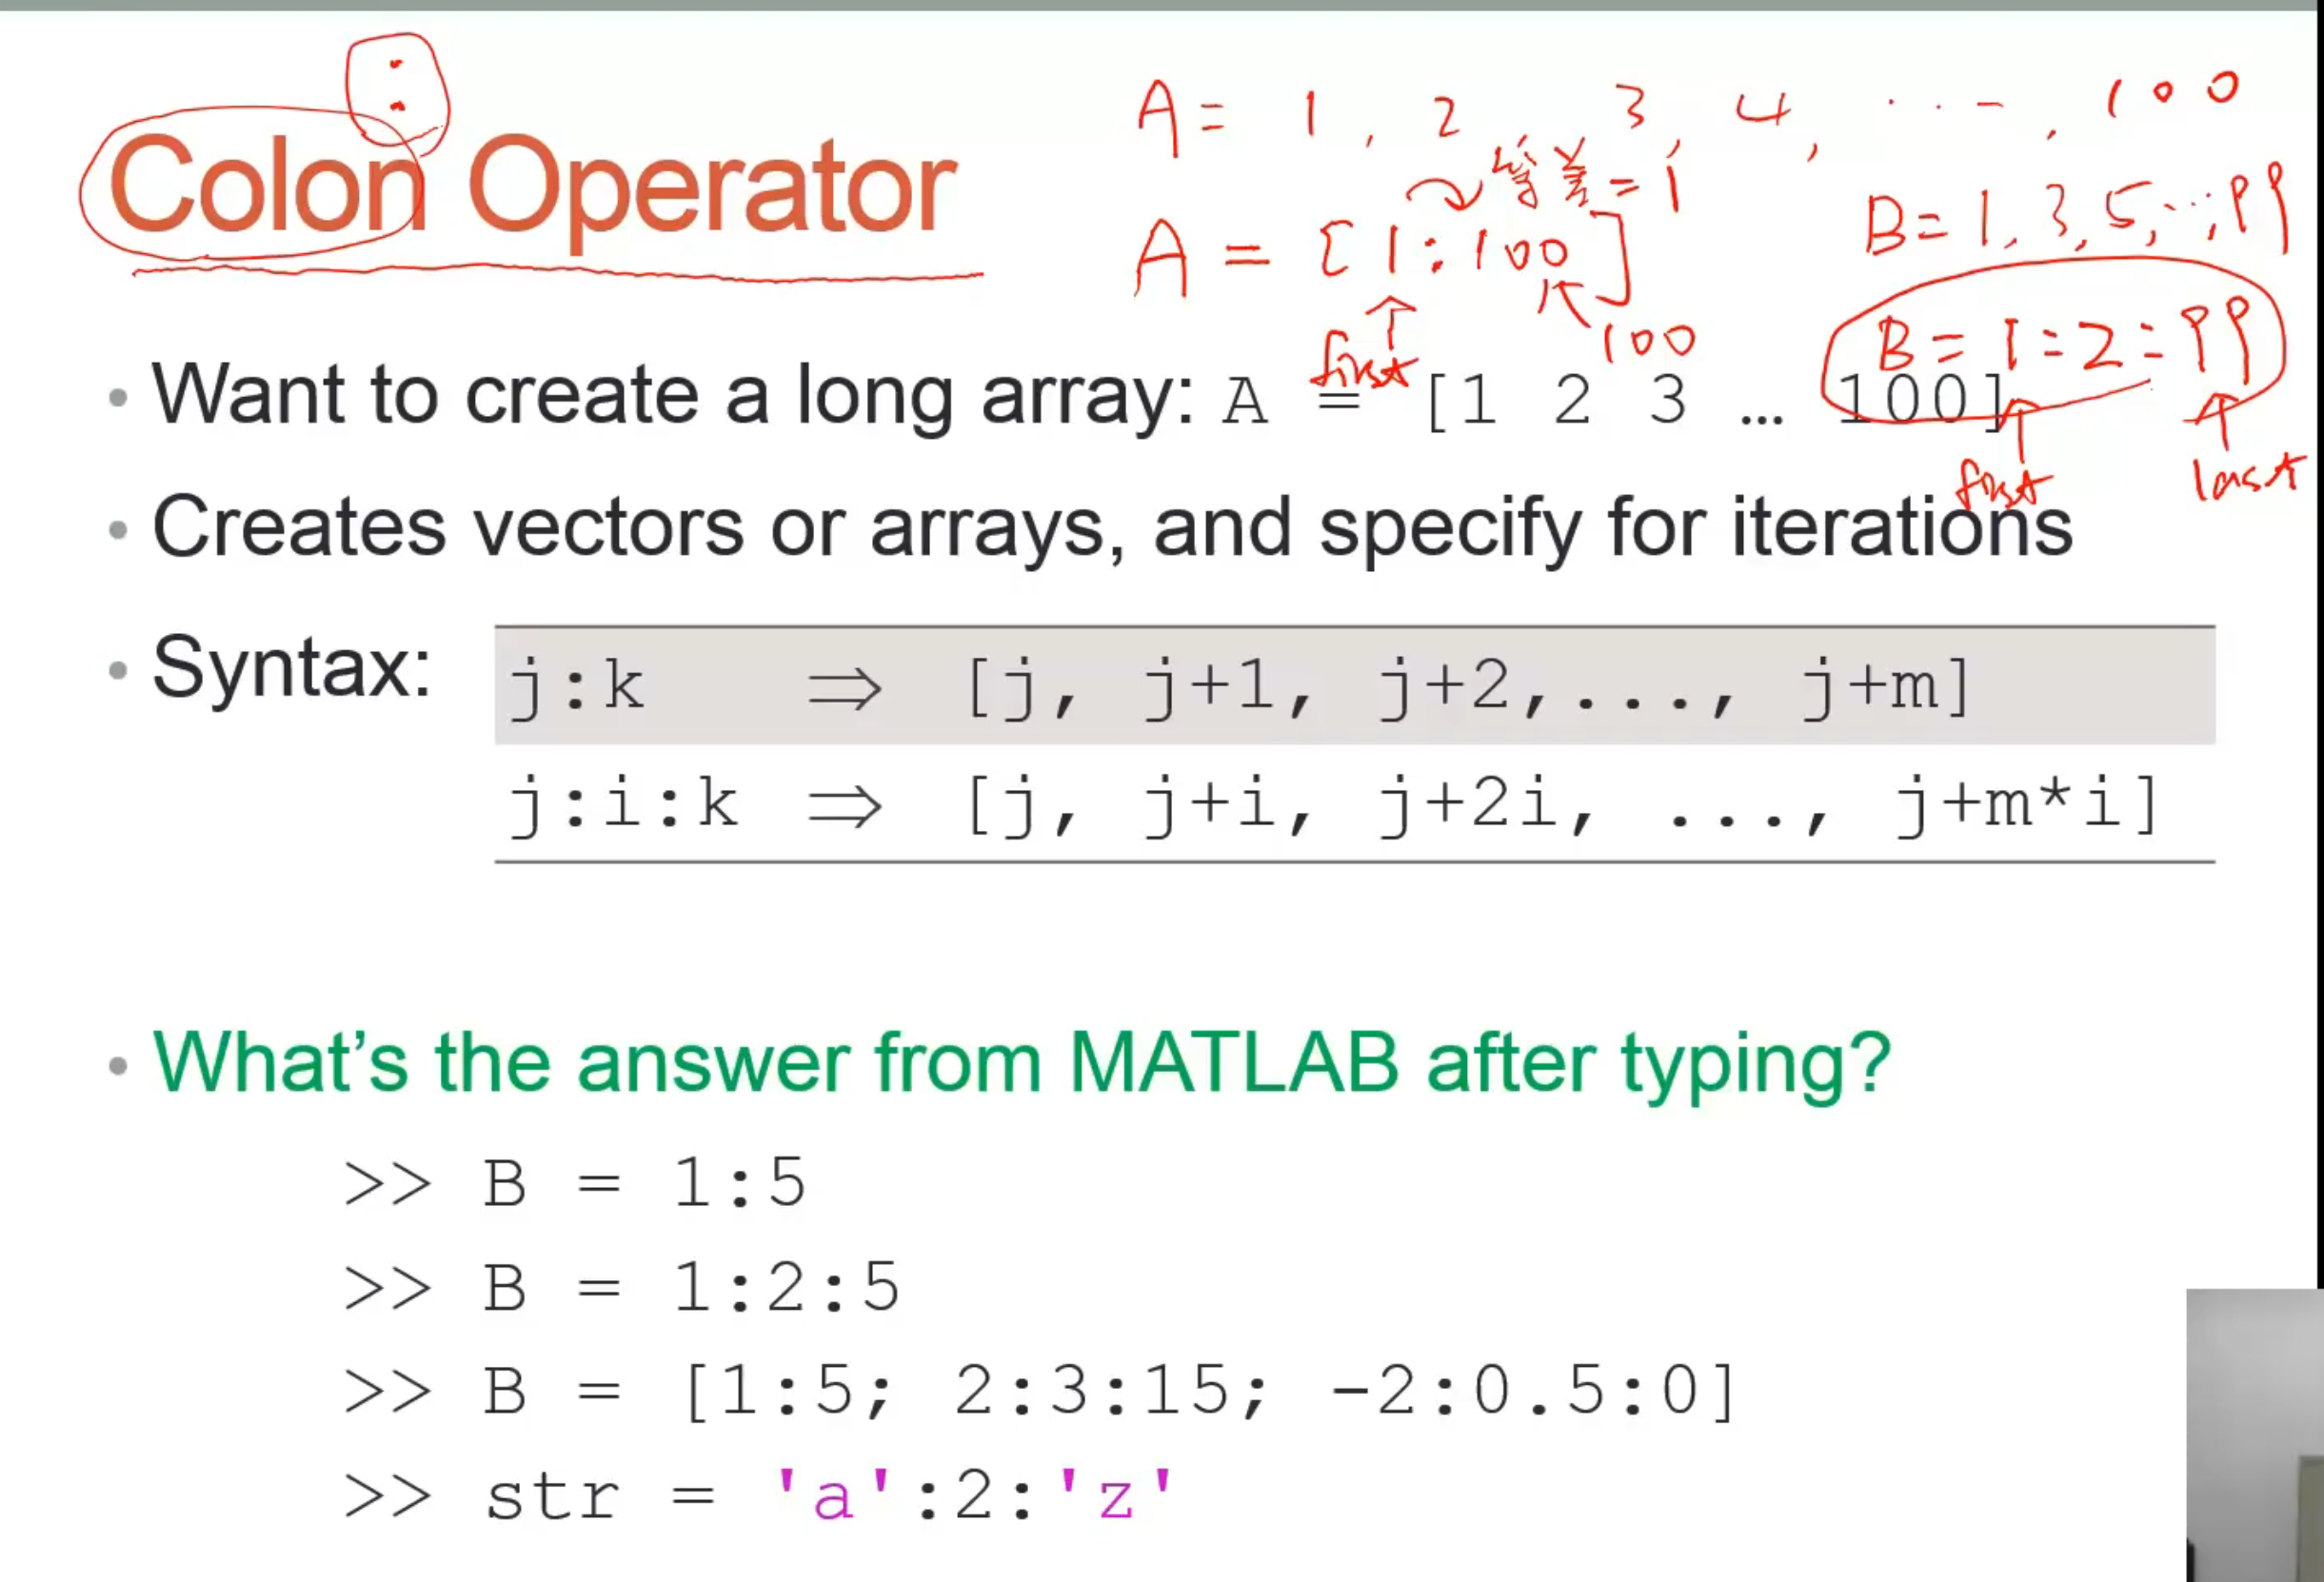 :
A = 1, 2 3, 4, ..., 100
Colon Operator
等差 = 1
B = 1, 3, 5, ..., 99
A = [1:100]
first
100
B = 1:2:99
first
last
• Want to create a long array: A = [1 2 3 … 100]
• Creates vectors or arrays, and specify for iterations
• Syntax:
j:k ⇒ [j, j+1, j+2,..., j+m]
j:i:k ⇒ [j, j+i, j+2i, ..., j+m*i]
• What’s the answer from MATLAB after typing?
>> B = 1:5
>> B = 1:2:5
>> B = [1:5; 2:3:15; -2:0.5:0]
>> str = 'a':2:'z'